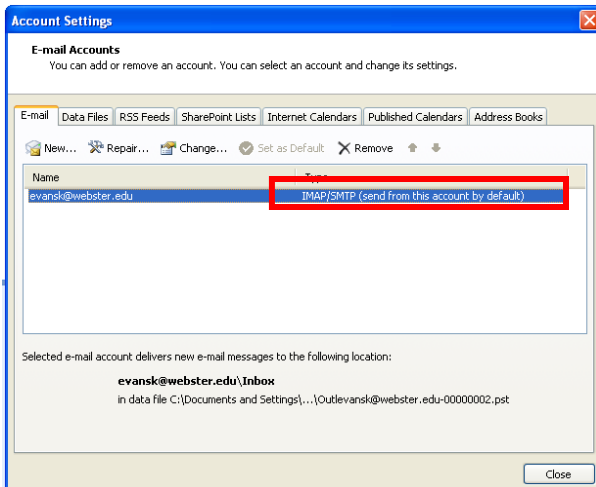 Account Settings
E-mail Accounts
You can add or remove an account. You can select an account and change its settings.
E-mail Data Files RSS Feeds SharePoint Lists Internet Calendars Published Calendars Address Books
New... Repair... Change... Set as Default Remove
Name Type
evansk@webster.edu IMAP/SMTP (send from this account by default)
Selected e-mail account delivers new e-mail messages to the following location:
evansk@webster.edu\Inbox
in data file C:\Documents and Settings\...\Outlevansk@webster.edu-00000002.pst
Close